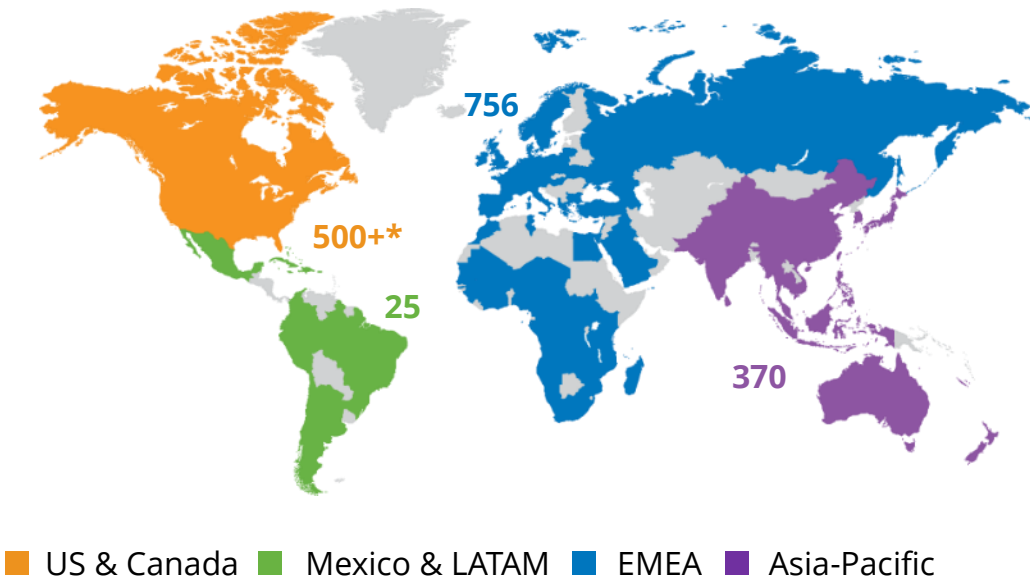 756
500+*
25
370
US & Canada
Mexico & LATAM
EMEA
Asia-Pacific